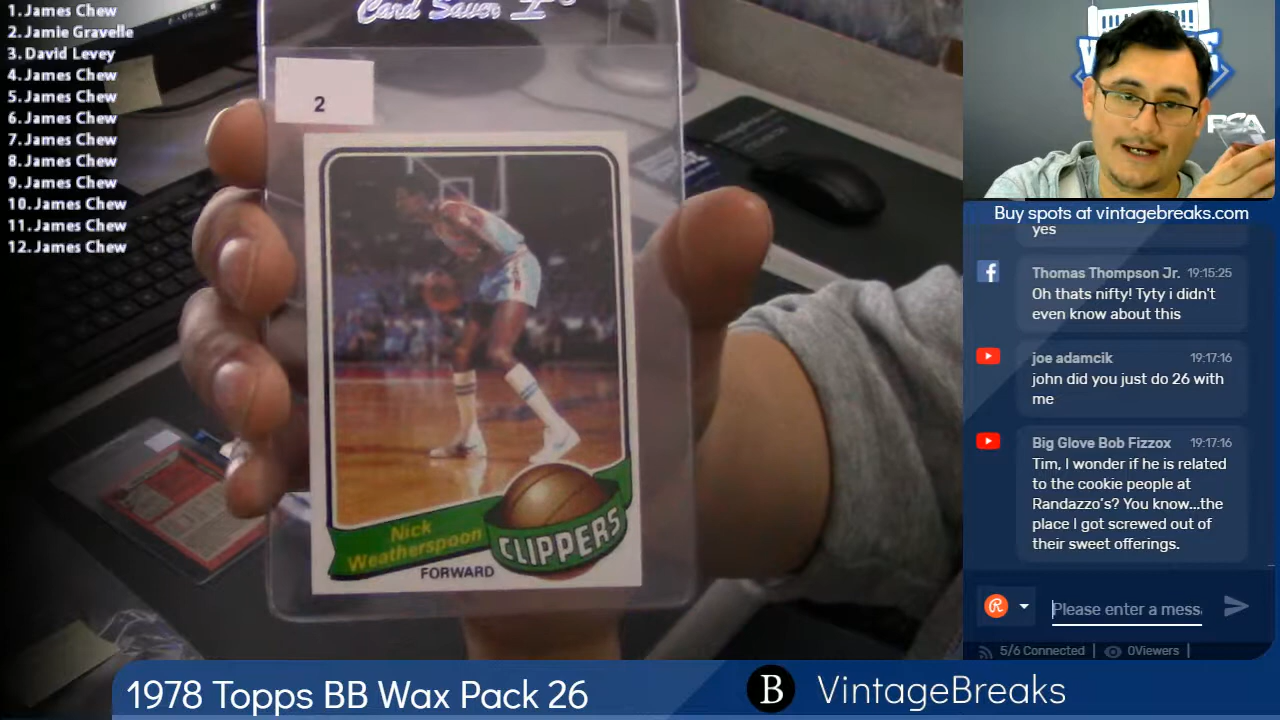 1. James Chew
2. Jamie Gravelle
3. David Levey
4. James Chew
5. James Chew
6. James Chew
7. James Chew
8. James Chew
9. James Chew
10. James Chew
11. James Chew
12. James Chew
Card Saver I
2
Nick
Weatherspoon
CLIPPERS
FORWARD
Buy spots at vintagebreaks.com
yes
Thomas Thompson Jr. 19:15:25
Oh thats nifty! Tyty i didn't
even know about this
joe adamcik 19:17:16
john did you just do 26 with
me
Big Glove Bob Fizzox 19:17:16
Tim, I wonder if he is related
to the cookie people at
Randazzo's? You know...the
place I got screwed out of
their sweet offerings.
Please enter a messa
5/6 Connected | 0Viewers |
1978 Topps BB Wax Pack 26
B VintageBreaks